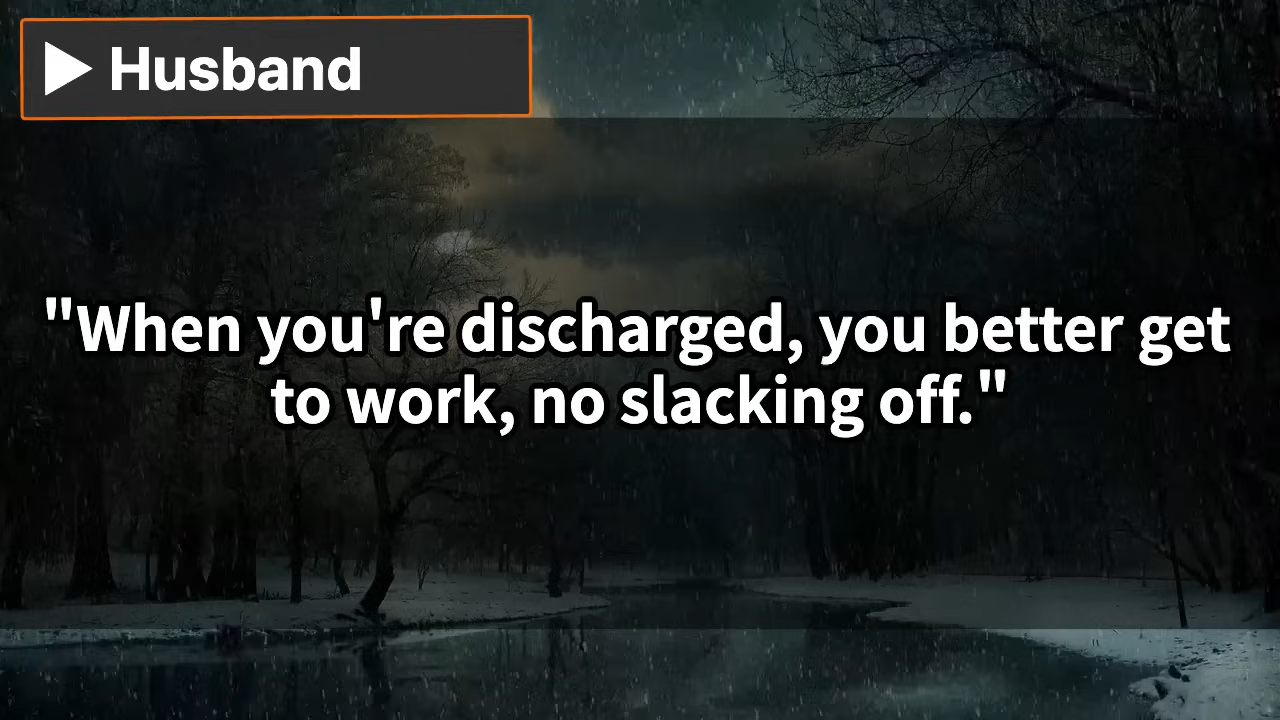 ▶ Husband
"When you're discharged, you better get
to work, no slacking off."